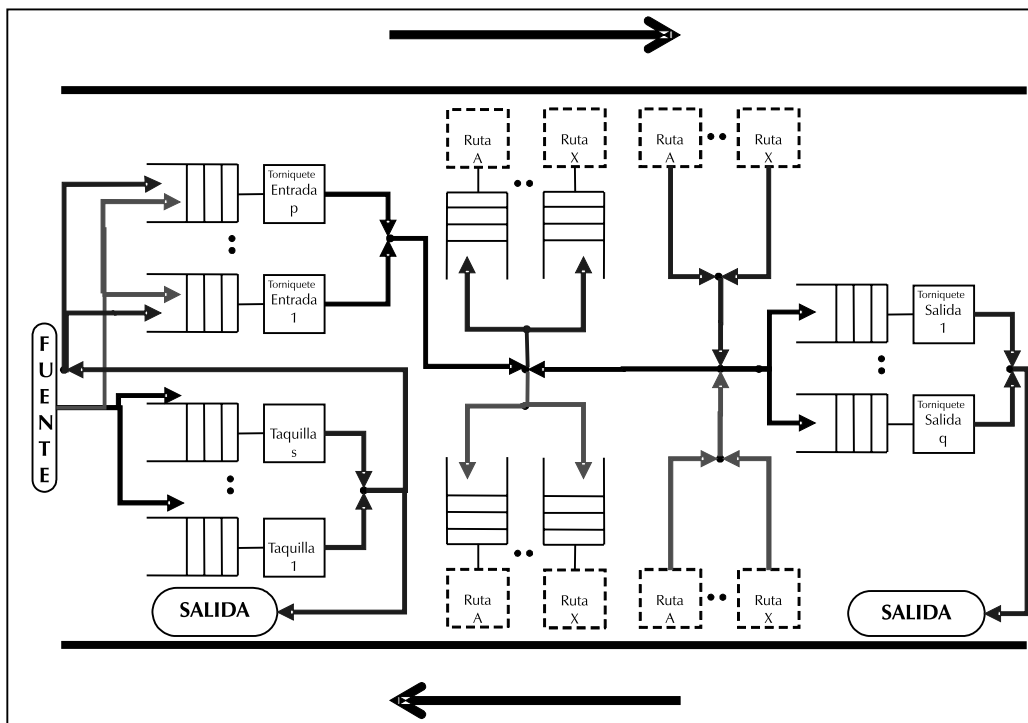 Ruta
A
Ruta
X
Ruta
A
Ruta
X
Torniquete
Entrada
p
Torniquete
Entrada
1
FUENTE
Taquilla
s
Taquilla
1
SALIDA
Torniquete
Salida
1
Torniquete
Salida
q
Ruta
A
Ruta
X
Ruta
A
Ruta
X
SALIDA